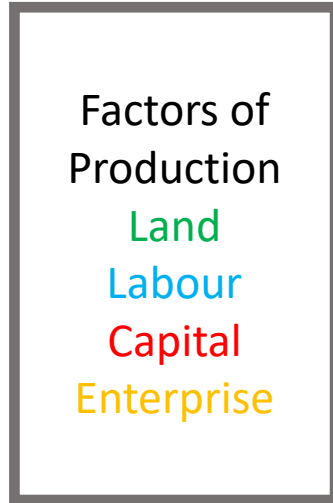 Factors of
Production
Land
Labour
Capital
Enterprise